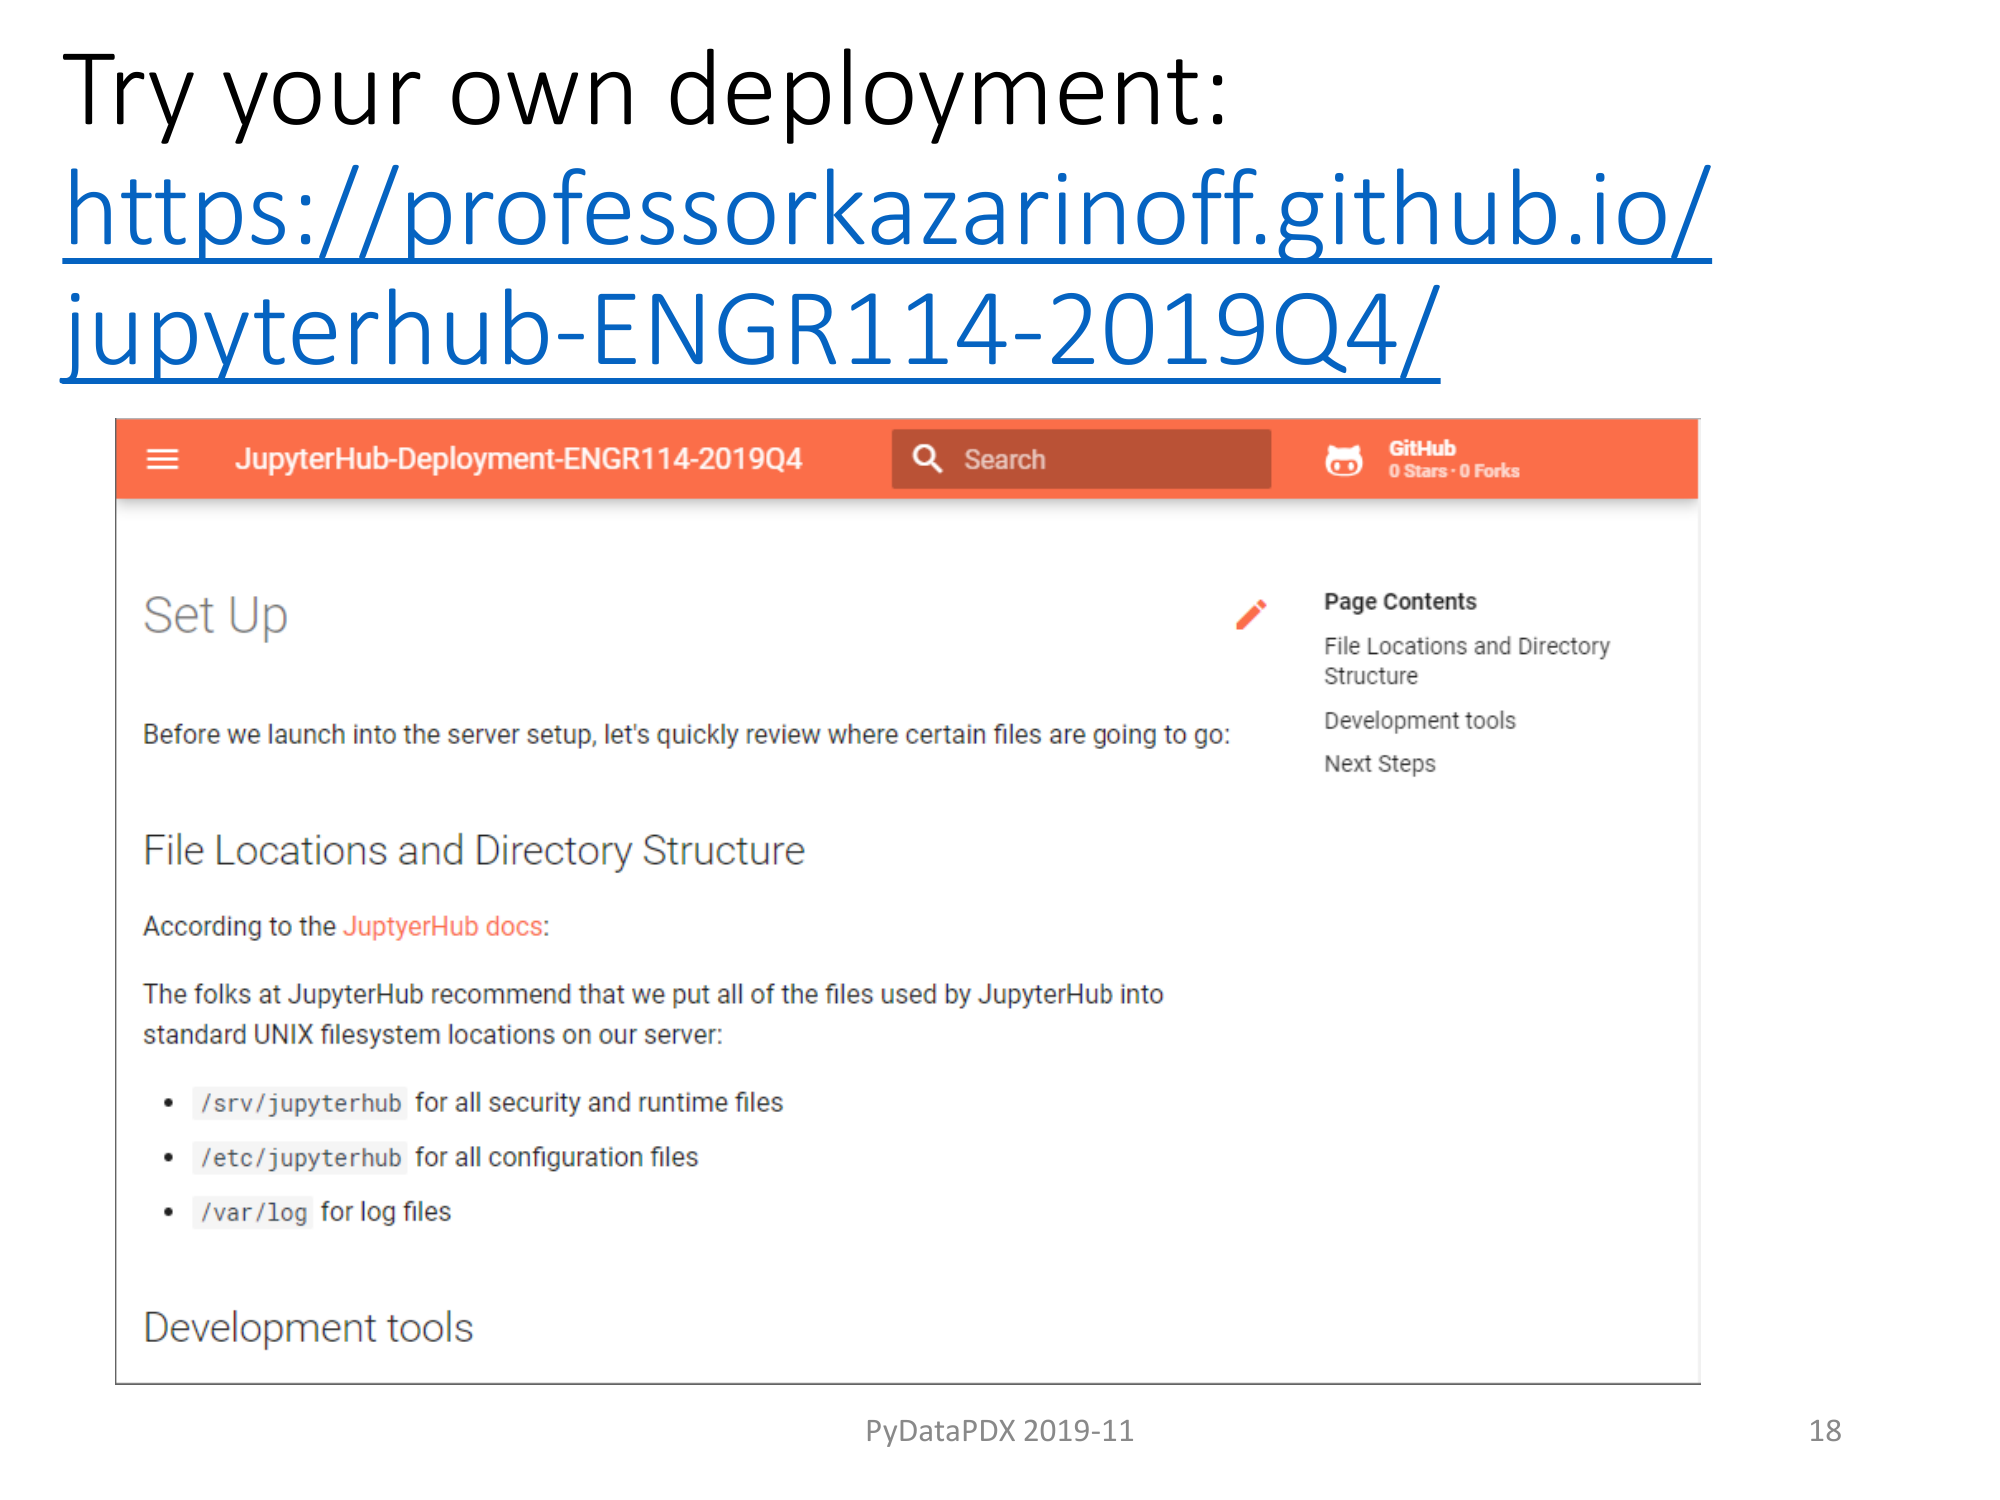 Try your own deployment:
https://professorkazarinoff.github.io/
jupyterhub-ENGR114-2019Q4/
JupyterHub-Deployment-ENGR114-2019Q4
Search
GitHub
0 Stars · 0 Forks
Set Up
Before we launch into the server setup, let's quickly review where certain files are going to go:
File Locations and Directory Structure
According to the JuptyerHub docs:
The folks at JupyterHub recommend that we put all of the files used by JupyterHub into
standard UNIX filesystem locations on our server:
• /srv/jupyterhub for all security and runtime files
• /etc/jupyterhub for all configuration files
• /var/log for log files
Development tools
Page Contents
File Locations and Directory
Structure
Development tools
Next Steps
PyDataPDX 2019-11
18